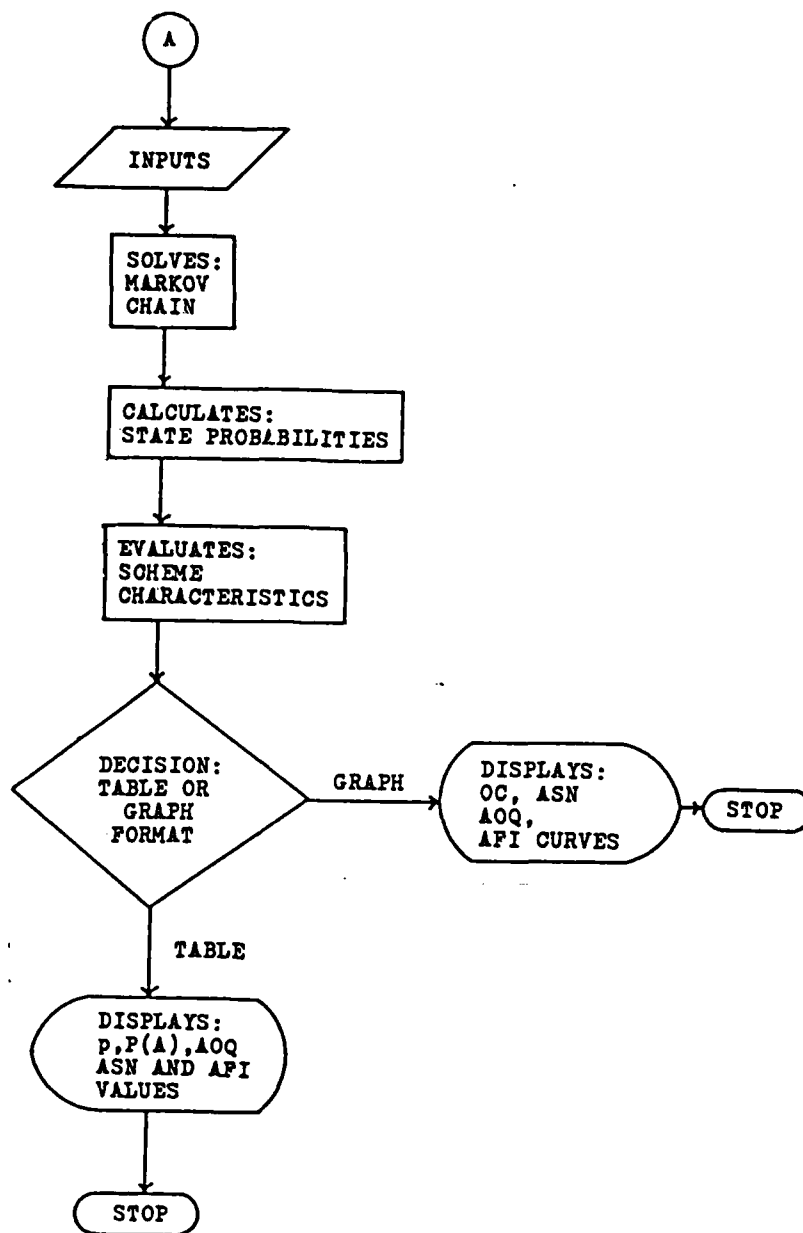 A
INPUTS
SOLVES:
MARKOV
CHAIN
CALCULATES:
STATE PROBABILITIES
EVALUATES:
SCHEME
CHARACTERISTICS
DECISION:
TABLE OR
GRAPH
FORMAT
GRAPH
DISPLAYS:
OC, ASN
AOQ,
AFI CURVES
STOP
TABLE
DISPLAYS:
p,P(A),AOQ
ASN AND AFI
VALUES
STOP